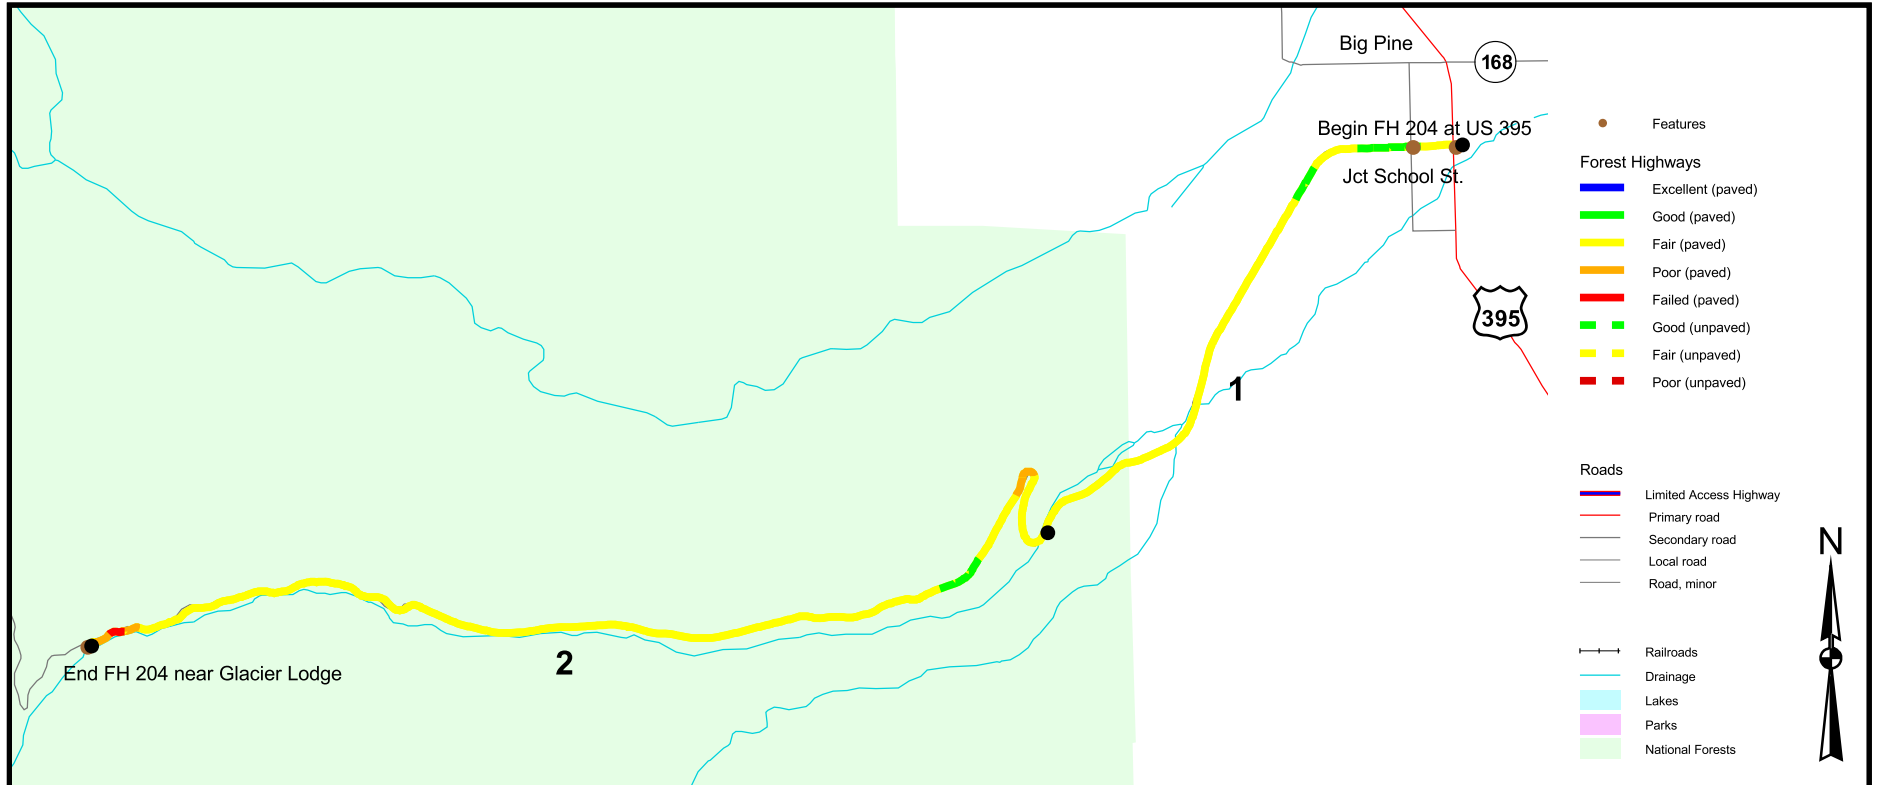 Big Pine
168
Begin FH 204 at US 395
Jct School St.
395
1
2
End FH 204 near Glacier Lodge
Features
Forest Highways
Excellent (paved)
Good (paved)
Fair (paved)
Poor (paved)
Failed (paved)
Good (unpaved)
Fair (unpaved)
Poor (unpaved)
Roads
Limited Access Highway
Primary road
Secondary road
Local road
Road, minor
Railroads
Drainage
Lakes
Parks
National Forests
N